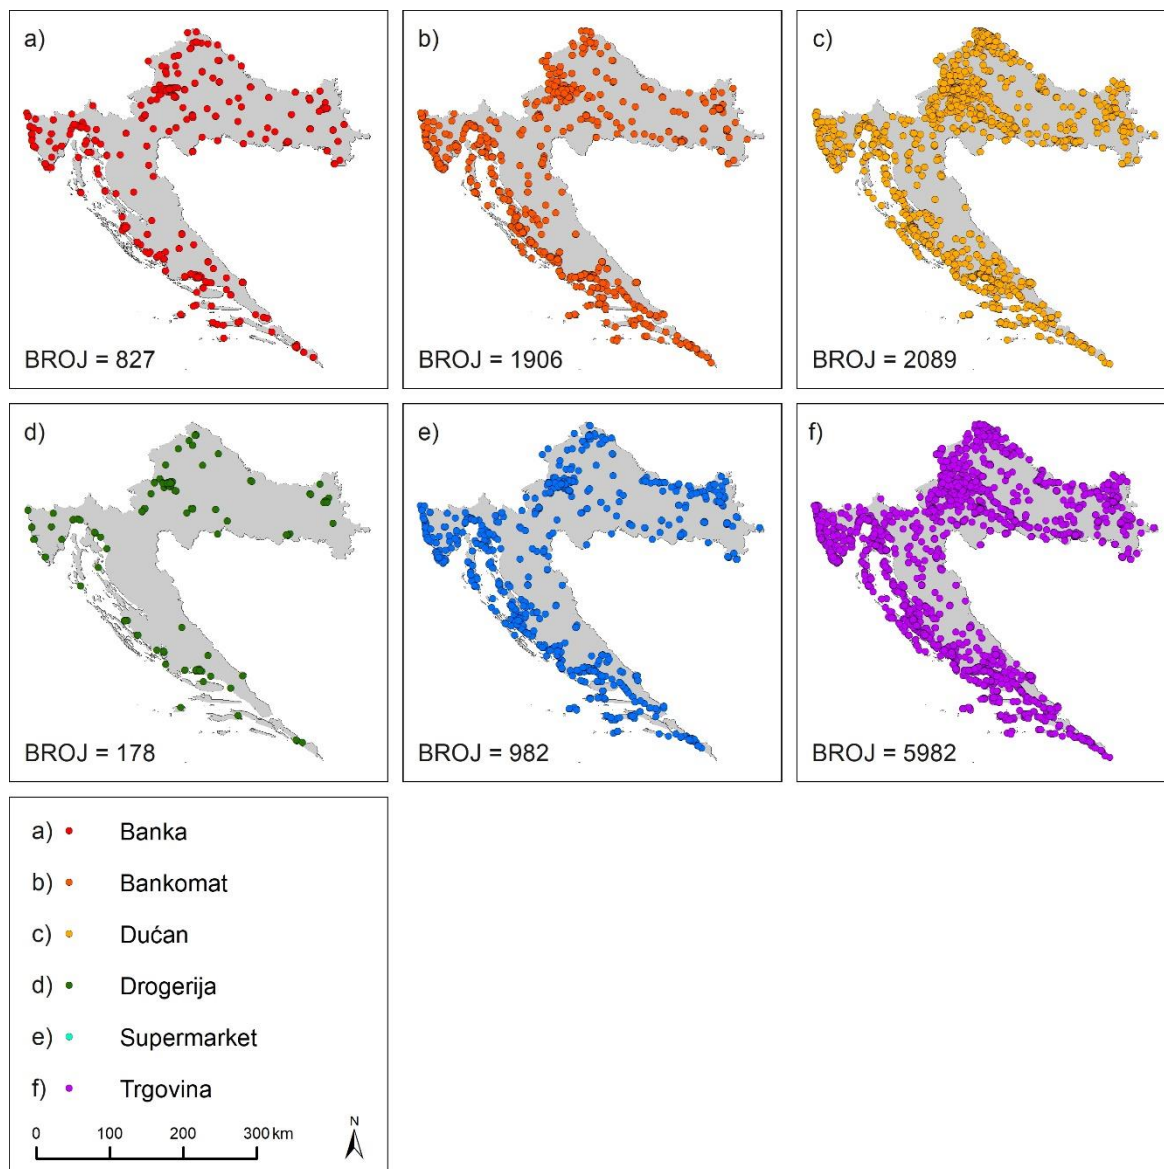 a)
BROJ = 827
b)
BROJ = 1906
c)
BROJ = 2089
d)
BROJ = 178
e)
BROJ = 982
f)
BROJ = 5982
a) Banka
b) Bankomat
c) Dućan
d) Drogerija
e) Supermarket
f) Trgovina
0 100 200 300 km
N